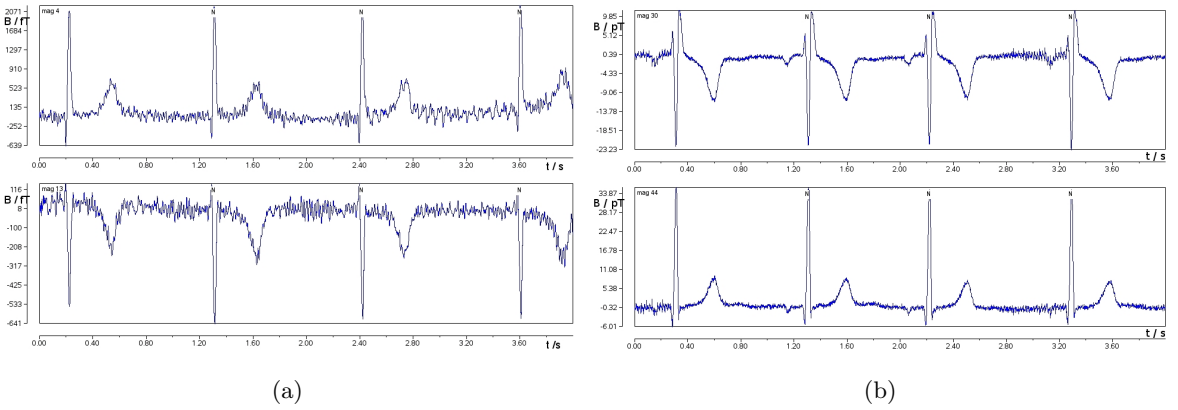 mag 4
B / fT
2071
1684
1297
910
523
135
-252
-639
N N N
0.00 0.40 0.80 1.20 1.60 2.00 2.40 2.80 3.20 3.60
t / s
mag 13
B / fT
116
8
-100
-208
-317
-425
-533
-641
N N N
0.00 0.40 0.80 1.20 1.60 2.00 2.40 2.80 3.20 3.60
t /s
(a)
mag 30
B / pT
9.85
5.12
0.39
-4.33
-9.06
-13.78
-18.51
-23.23
N N N
0.00 0.40 0.80 1.20 1.60 2.00 2.40 2.80 3.20 3.60
t / s
mag 44
B / pT
33.87
28.17
22.47
16.78
11.08
5.38
-0.32
-6.01
N N N
0.00 0.40 0.80 1.20 1.60 2.00 2.40 2.80 3.20 3.60
t / s
(b)